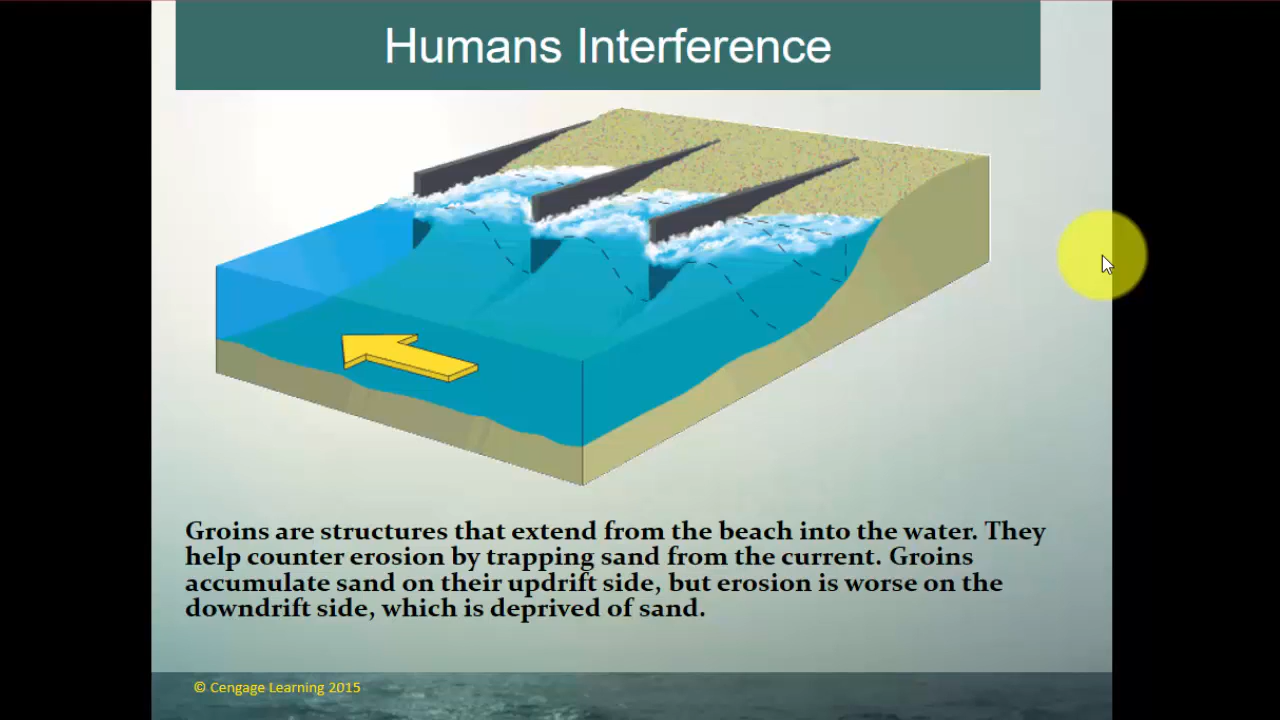 Humans Interference
Groins are structures that extend from the beach into the water. They
help counter erosion by trapping sand from the current. Groins
accumulate sand on their updrift side, but erosion is worse on the
downdrift side, which is deprived of sand.
© Cengage Learning 2015